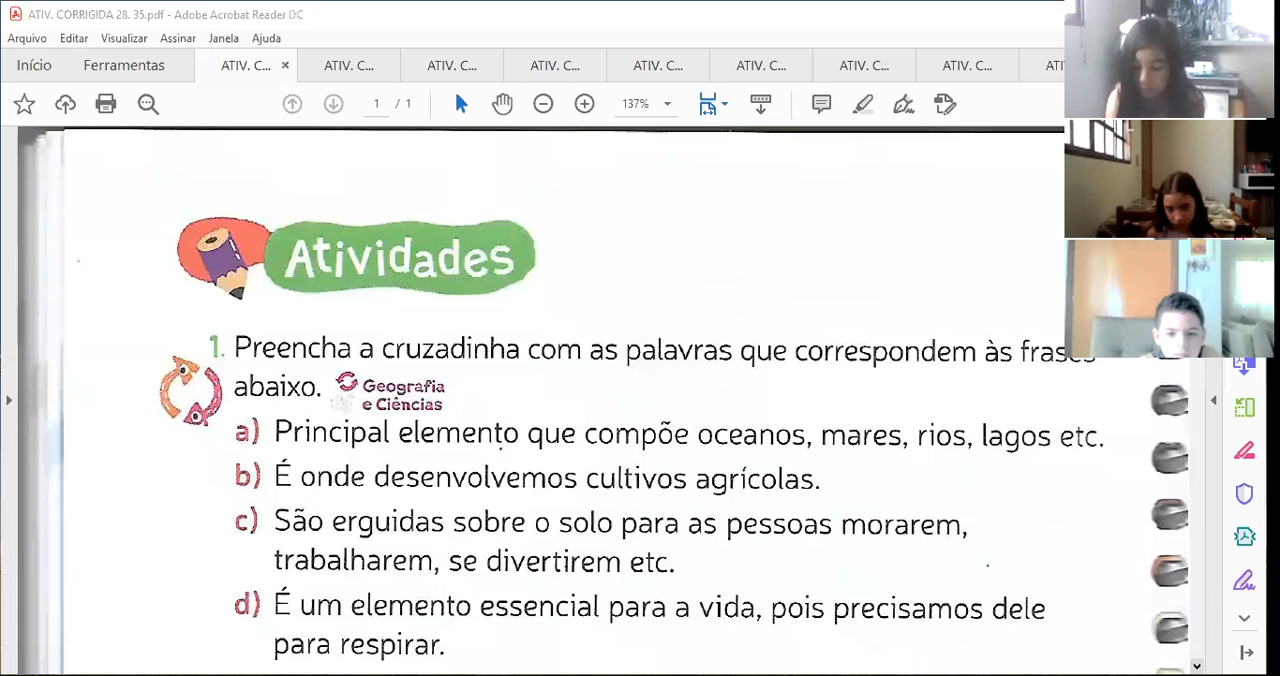 ATIV. CORRIGIDA 28. 35.pdf - Adobe Acrobat Reader DC
Arquivo Editar Visualizar Assinar Janela Ajuda
Início Ferramentas ATIV. C... × ATIV. C... ATIV. C... ATIV. C... ATIV. C... ATIV. C... ATIV. C... ATIV. C... ATI
1 / 1 137%
Atividades
1. Preencha a cruzadinha com as palavras que correspondem às frases
abaixo. Geografia
e Ciências
a) Principal elemento que compõe oceanos, mares, rios, lagos etc.
b) É onde desenvolvemos cultivos agrícolas.
c) São erguidas sobre o solo para as pessoas morarem,
trabalharem, se divertirem etc.
d) É um elemento essencial para a vida, pois precisamos dele
para respirar.